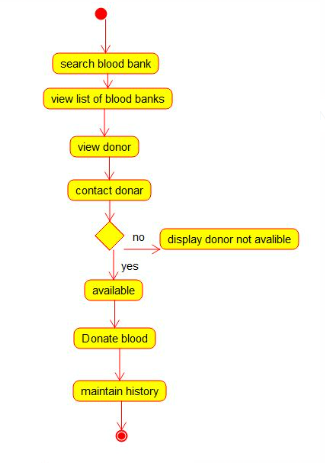 search blood bank
view list of blood banks
view donor
contact donar
no
display donor not avalible
yes
available
Donate blood
maintain history